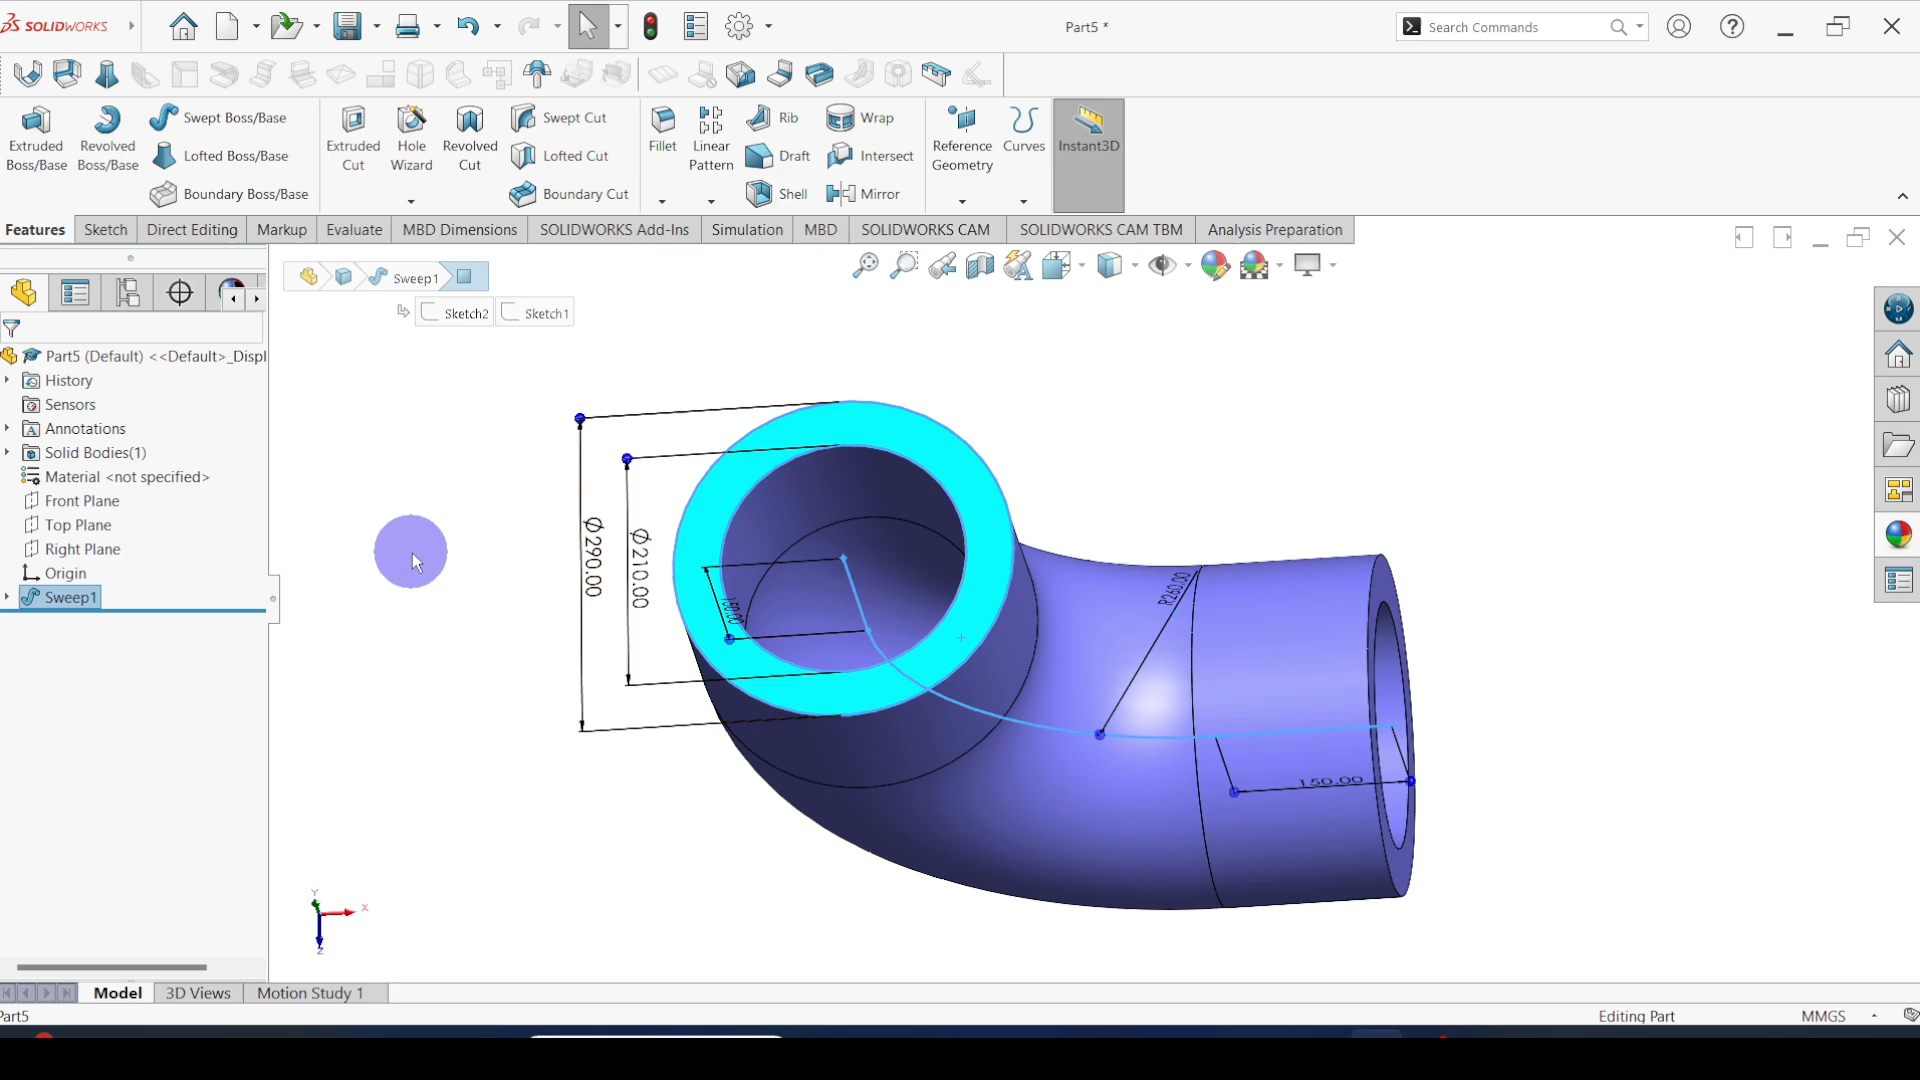 SOLIDWORKS
Part5 *
Search Commands
Extruded Boss/Base
Revolved Boss/Base
Swept Boss/Base
Lofted Boss/Base
Boundary Boss/Base
Extruded Cut
Hole Wizard
Revolved Cut
Swept Cut
Lofted Cut
Boundary Cut
Fillet
Linear Pattern
Rib
Draft
Shell
Wrap
Intersect
Mirror
Reference Geometry
Curves
Instant3D
Features
Sketch
Direct Editing
Markup
Evaluate
MBD Dimensions
SOLIDWORKS Add-Ins
Simulation
MBD
SOLIDWORKS CAM
SOLIDWORKS CAM TBM
Analysis Preparation
Sweep1
Sketch2
Sketch1
Part5 (Default) <<Default>_Displ
History
Sensors
Annotations
Solid Bodies(1)
Material <not specified>
Front Plane
Top Plane
Right Plane
Origin
Sweep1
Ø290.00
Ø210.00
150.00
R260.00
150.00
Y
X
Z
Model
3D Views
Motion Study 1
Part5
Editing Part
MMGS